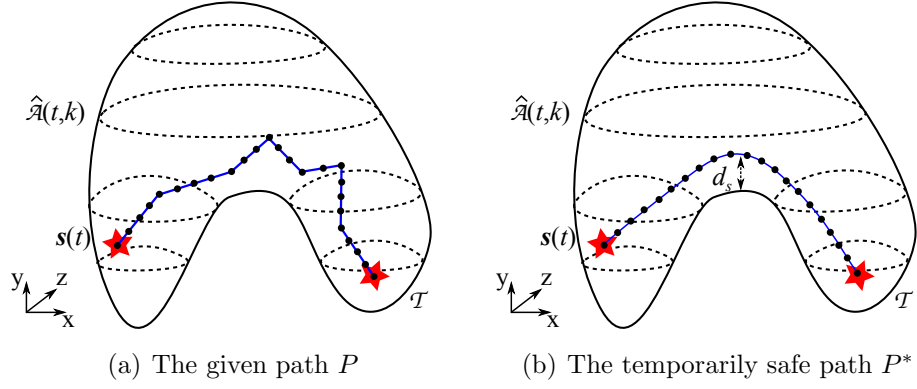 𝒜̂(t,k)
s(t)
y
z
x
𝒯
(a) The given path P
𝒜̂(t,k)
d_s
s(t)
y
z
x
𝒯
(b) The temporarily safe path P*